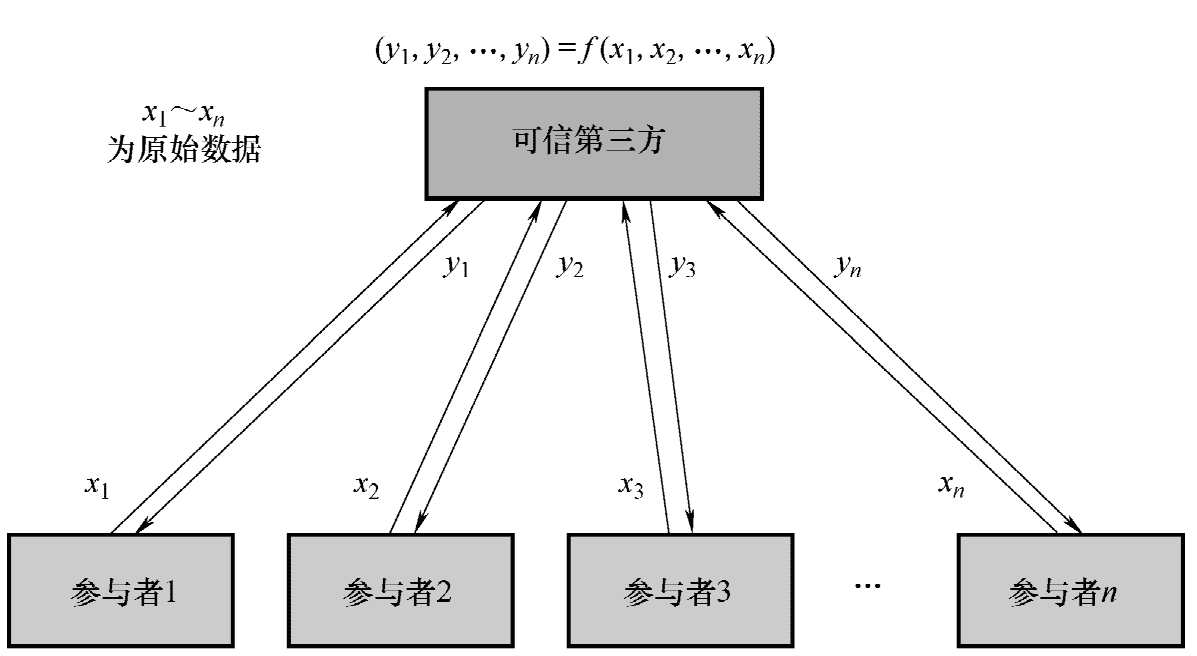 (y₁, y₂, ⋯, yₙ) = f (x₁, x₂, ⋯, xₙ)
x₁～xₙ
为原始数据
可信第三方
y₁ y₂ y₃ yₙ
x₁ x₂ x₃ xₙ
参与者1 参与者2 参与者3 ⋯ 参与者n